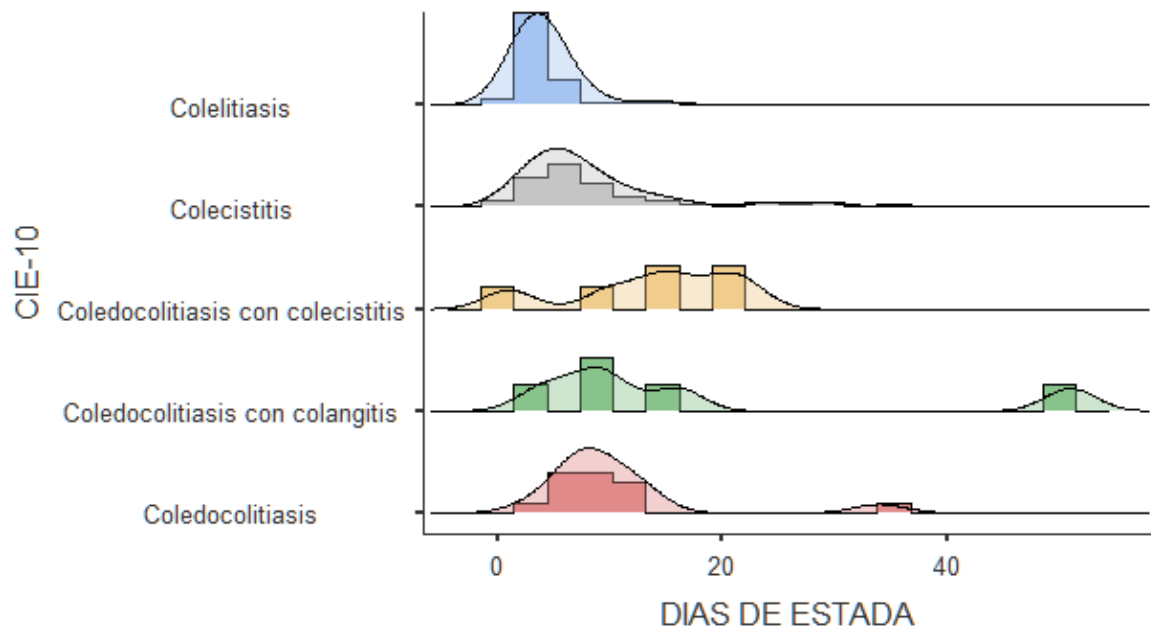 Colelitiasis
Colecistitis
CIE-10
Coledocolitiasis con colecistitis
Coledocolitiasis con colangitis
Coledocolitiasis
0 20 40
DIAS DE ESTADA